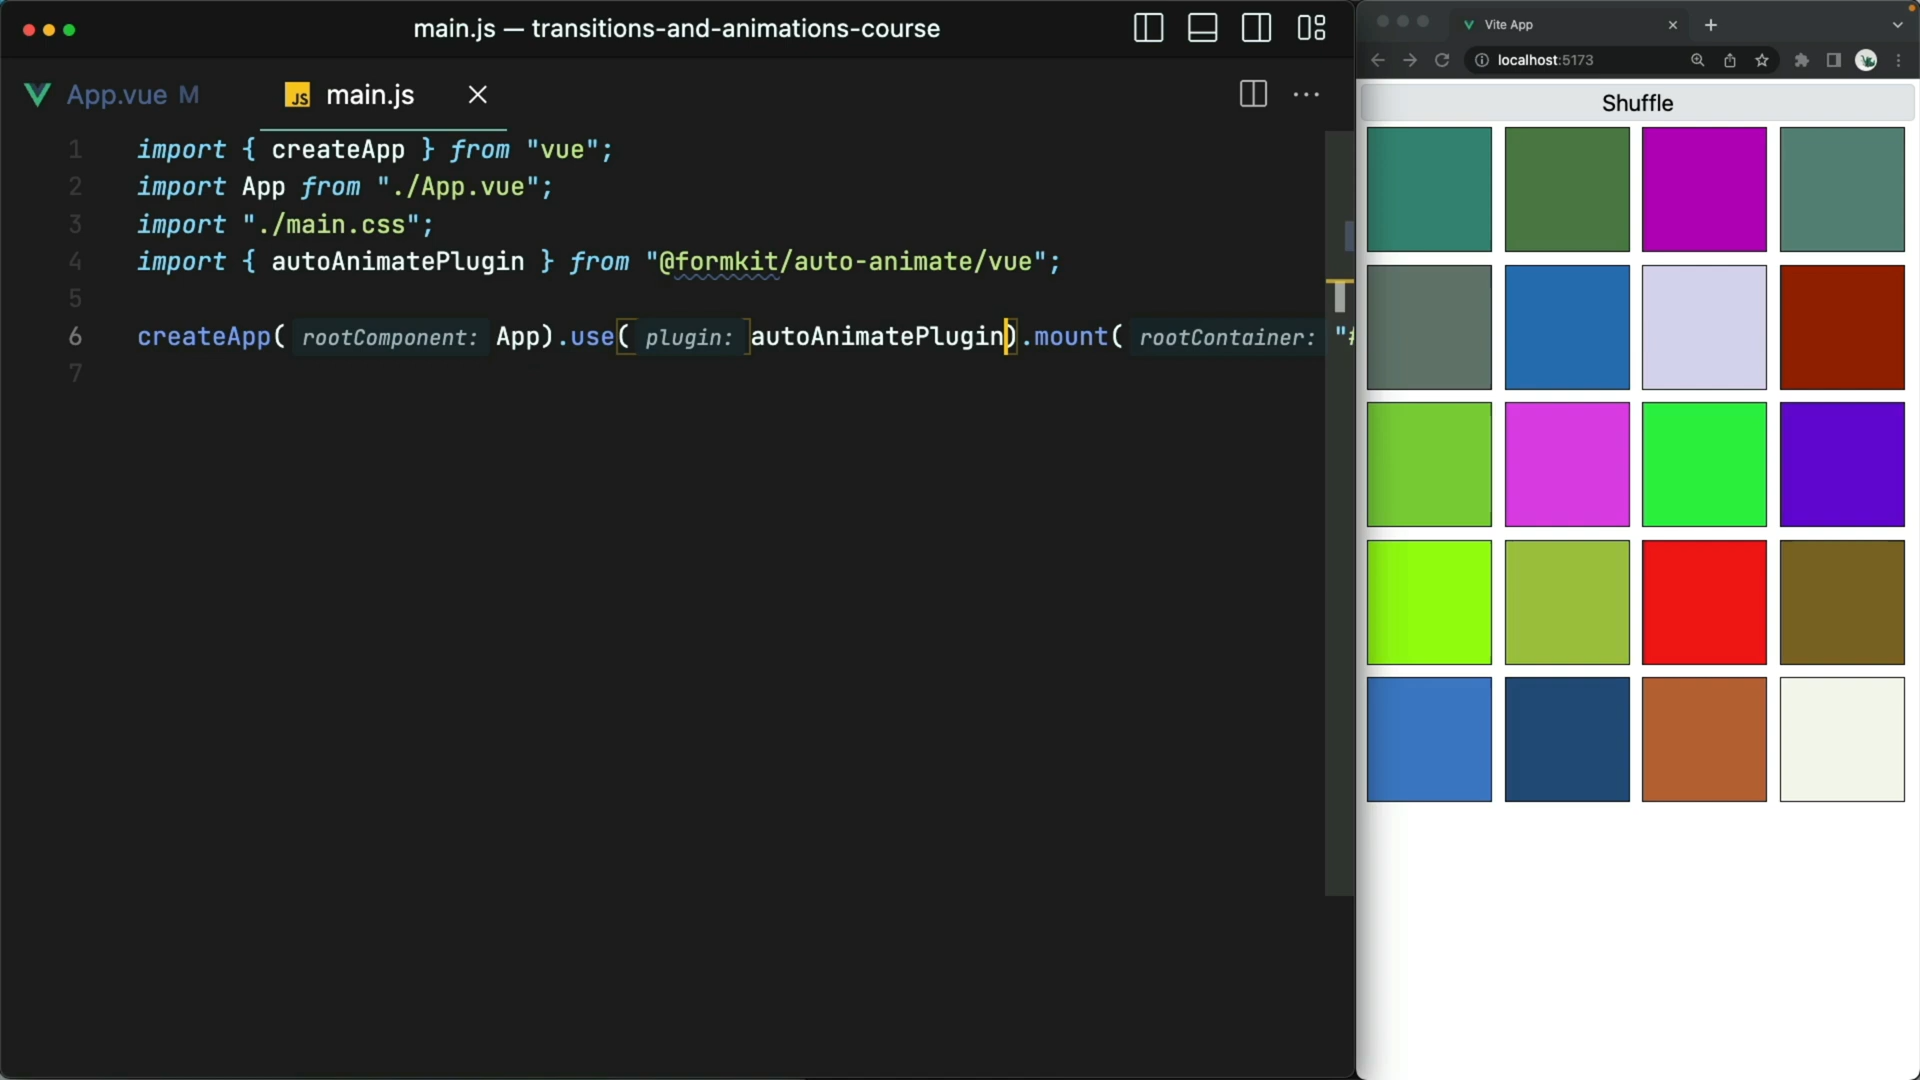 main.js — transitions-and-animations-course
App.vue M
JS main.js
1 import { createApp } from "vue";
2 import App from "./App.vue";
3 import "./main.css";
4 import { autoAnimatePlugin } from "@formkit/auto-animate/vue";
5
6 createApp( rootComponent: App).use( plugin: autoAnimatePlugin).mount( rootContainer: "#
7
Vite App
localhost:5173
Shuffle